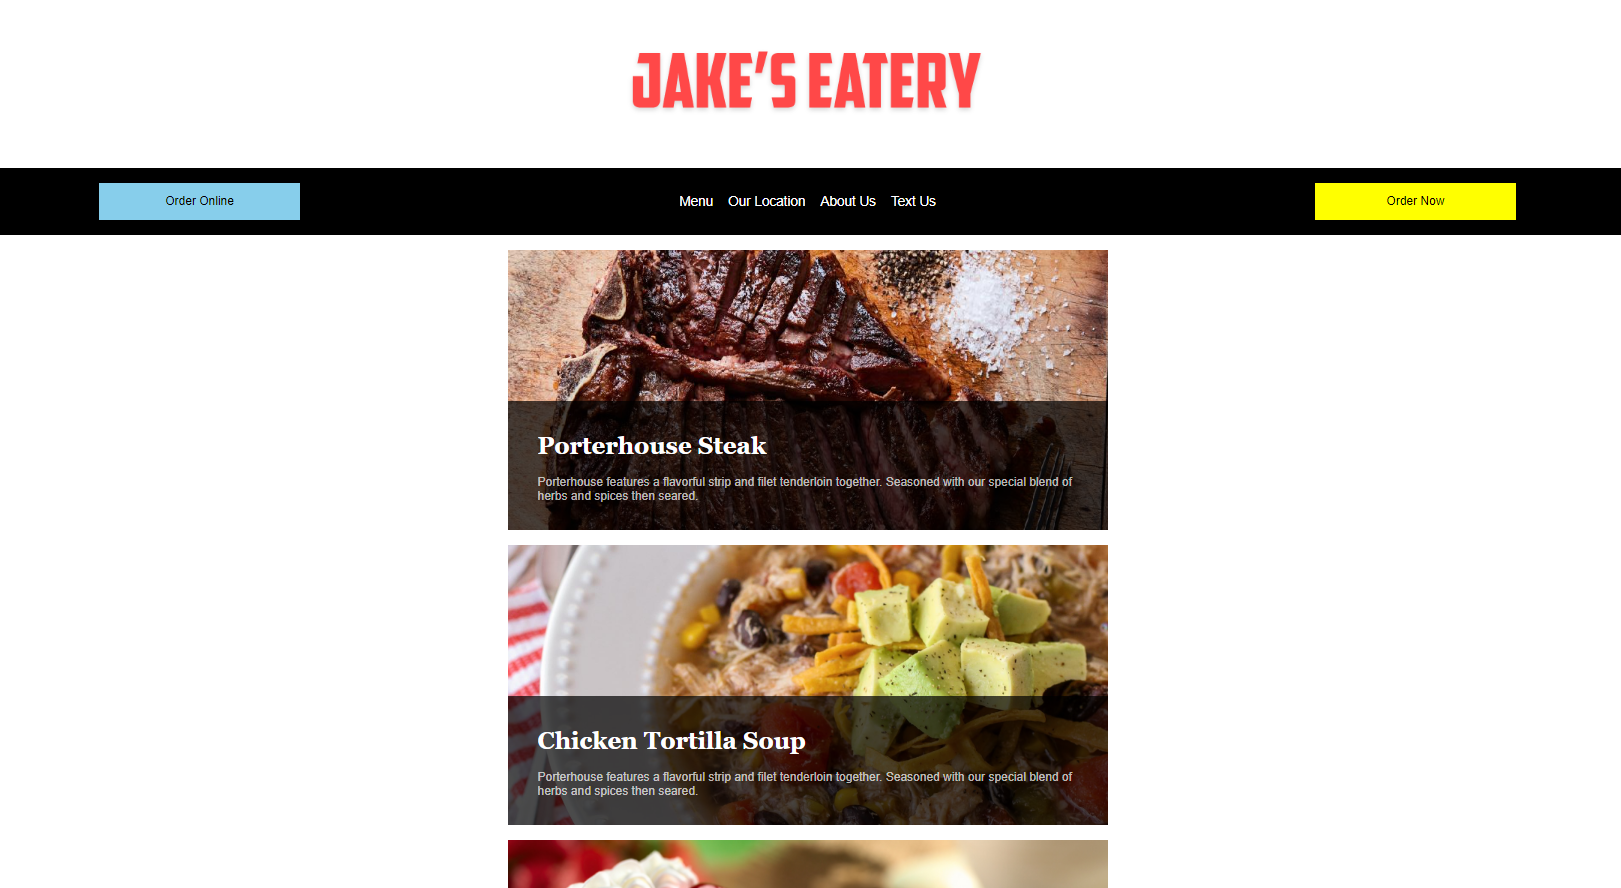 JAKE'S EATERY
Order Online
Menu Our Location About Us Text Us
Order Now
Porterhouse Steak
Porterhouse features a flavorful strip and filet tenderloin together. Seasoned with our special blend of
herbs and spices then seared.
Chicken Tortilla Soup
Porterhouse features a flavorful strip and filet tenderloin together. Seasoned with our special blend of
herbs and spices then seared.